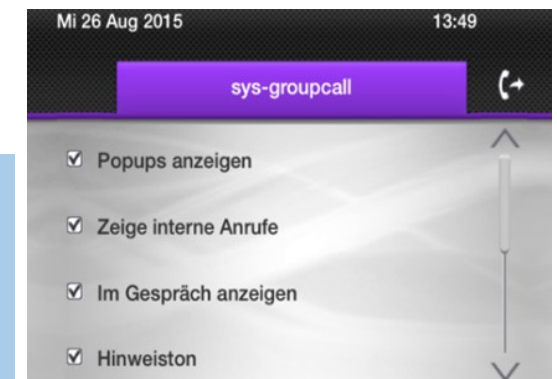 Mi 26 Aug 2015 13:49
sys-groupcall
Popups anzeigen
Zeige interne Anrufe
Im Gespräch anzeigen
Hinweiston